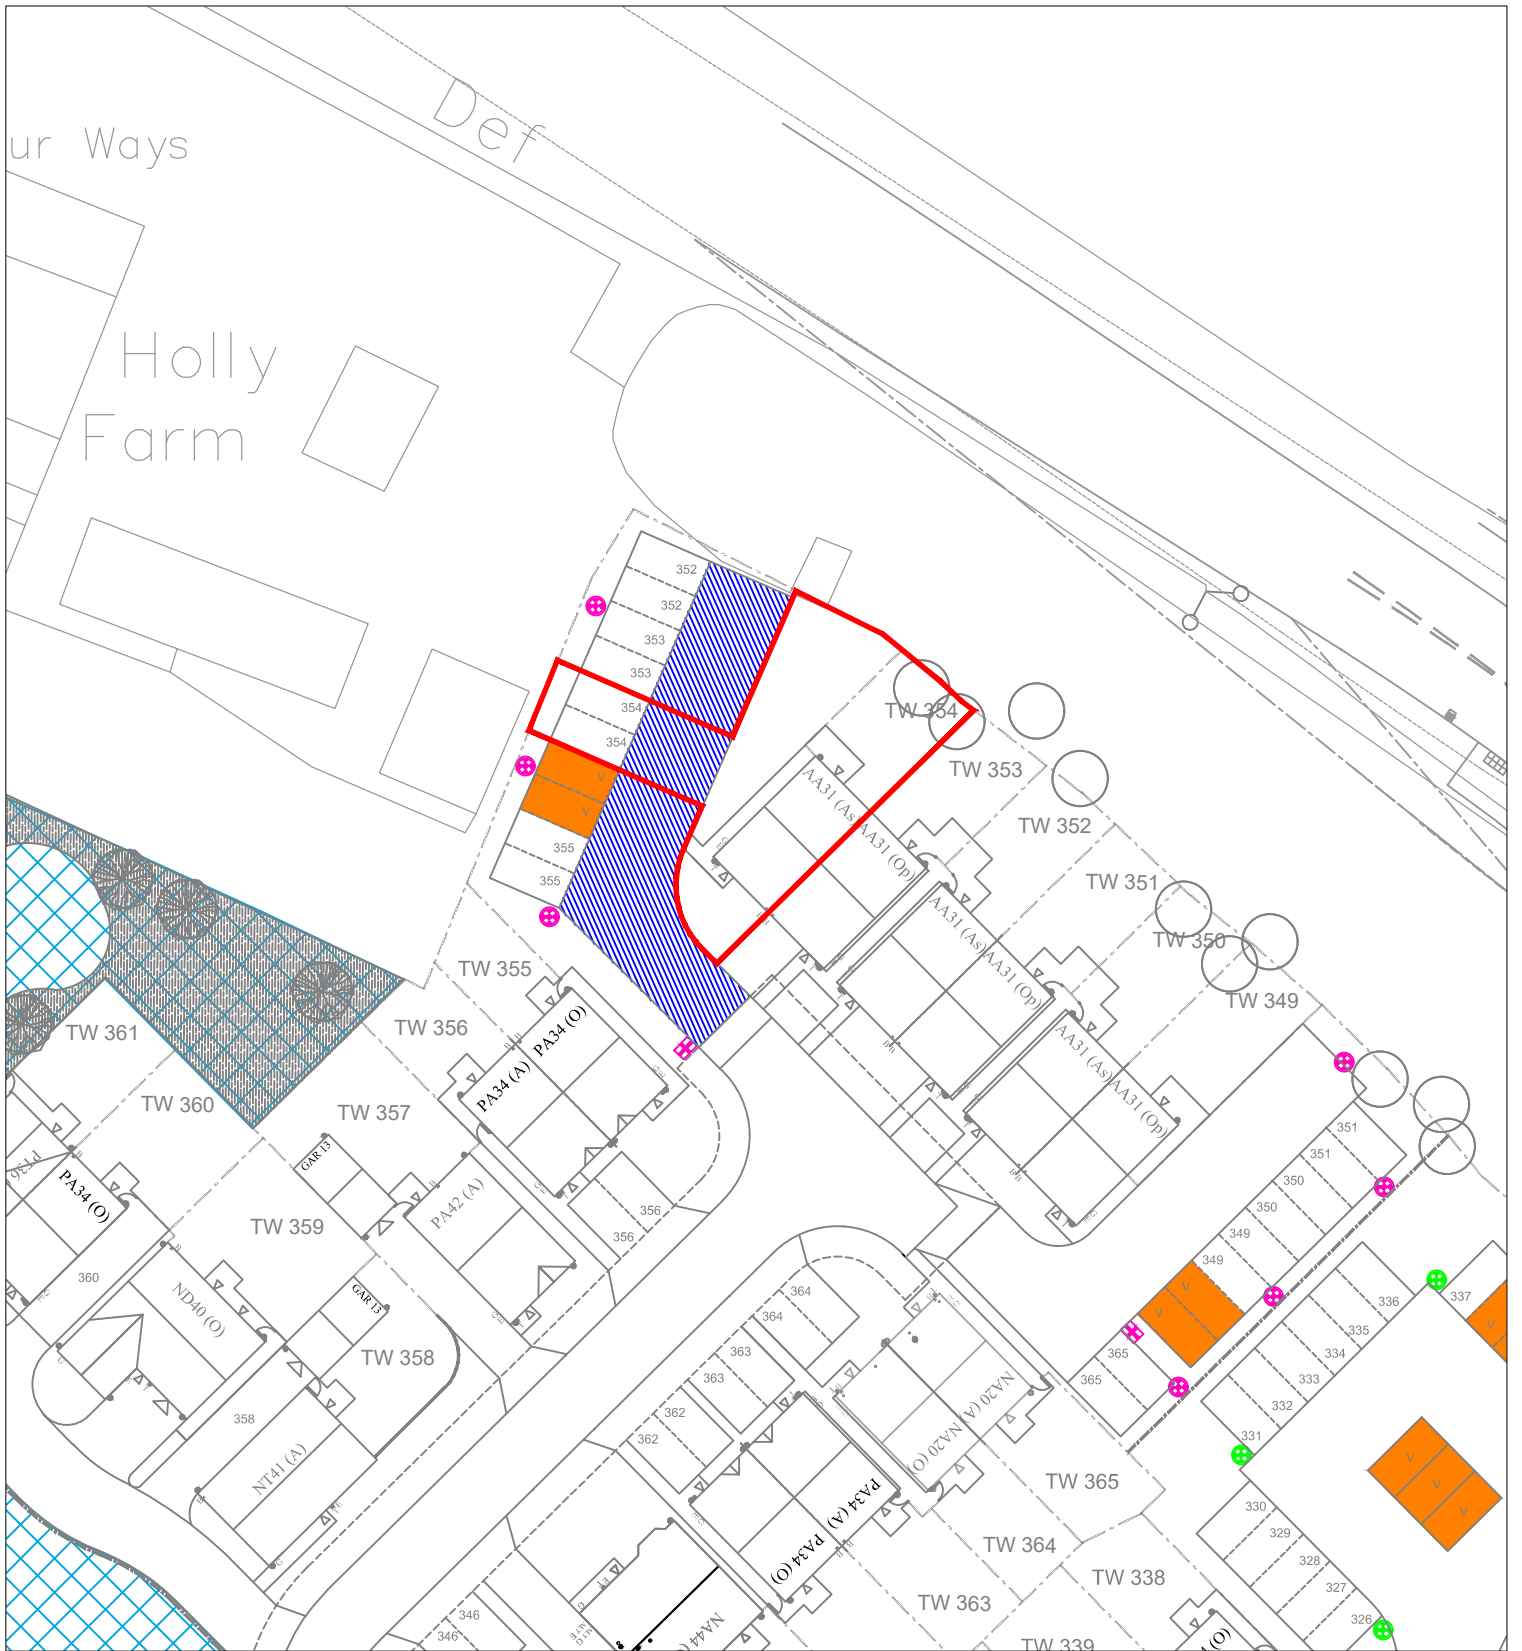 Def
ur Ways
Holly
Farm
352
352
353
353
354
354
V
V
355
355
TW 354
TW 353
TW 352
TW 351
TW 350
TW 349
AA31 (As)
AA31 (Op)
AA31 (As)
AA31 (Op)
AA31 (As)
AA31 (Op)
TW 355
TW 356
TW 357
TW 361
TW 360
TW 359
TW 358
PA34 (O)
PA34 (A)
GAR 13
PA42 (A)
PT36
PA34 (O)
360
ND40 (O)
GAR 13
358
NT41 (A)
356
356
364
364
363
363
362
362
346
346
351
351
350
350
349
349
V
V
365
365
336
335
334
333
332
331
337
V
V
V
V
330
329
328
327
326
NA20 (A)
NA20 (O)
PA34 (A)
PA34 (O)
NA44 (
TW 365
TW 364
TW 363
TW 338
TW 339
(O)